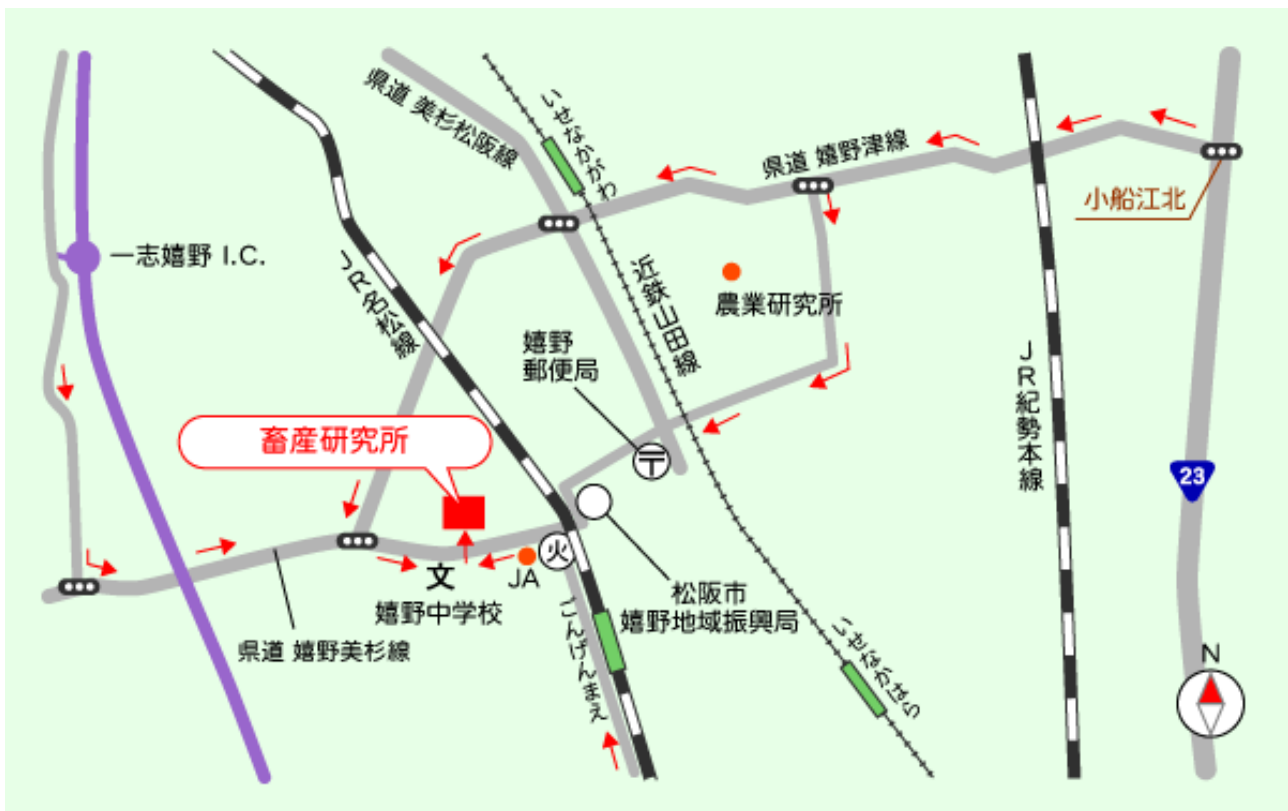 県道 美杉松阪線
いせなかがわ
県道 嬉野津線
小船江北
一志嬉野 I.C.
JR名松線
近鉄山田線
農業研究所
嬉野
郵便局
JR紀勢本線
畜産研究所
〒
23
火
文
JA
嬉野中学校
松阪市
嬉野地域振興局
県道 嬉野美杉線
ごんげんまえ
いせなかはら
N